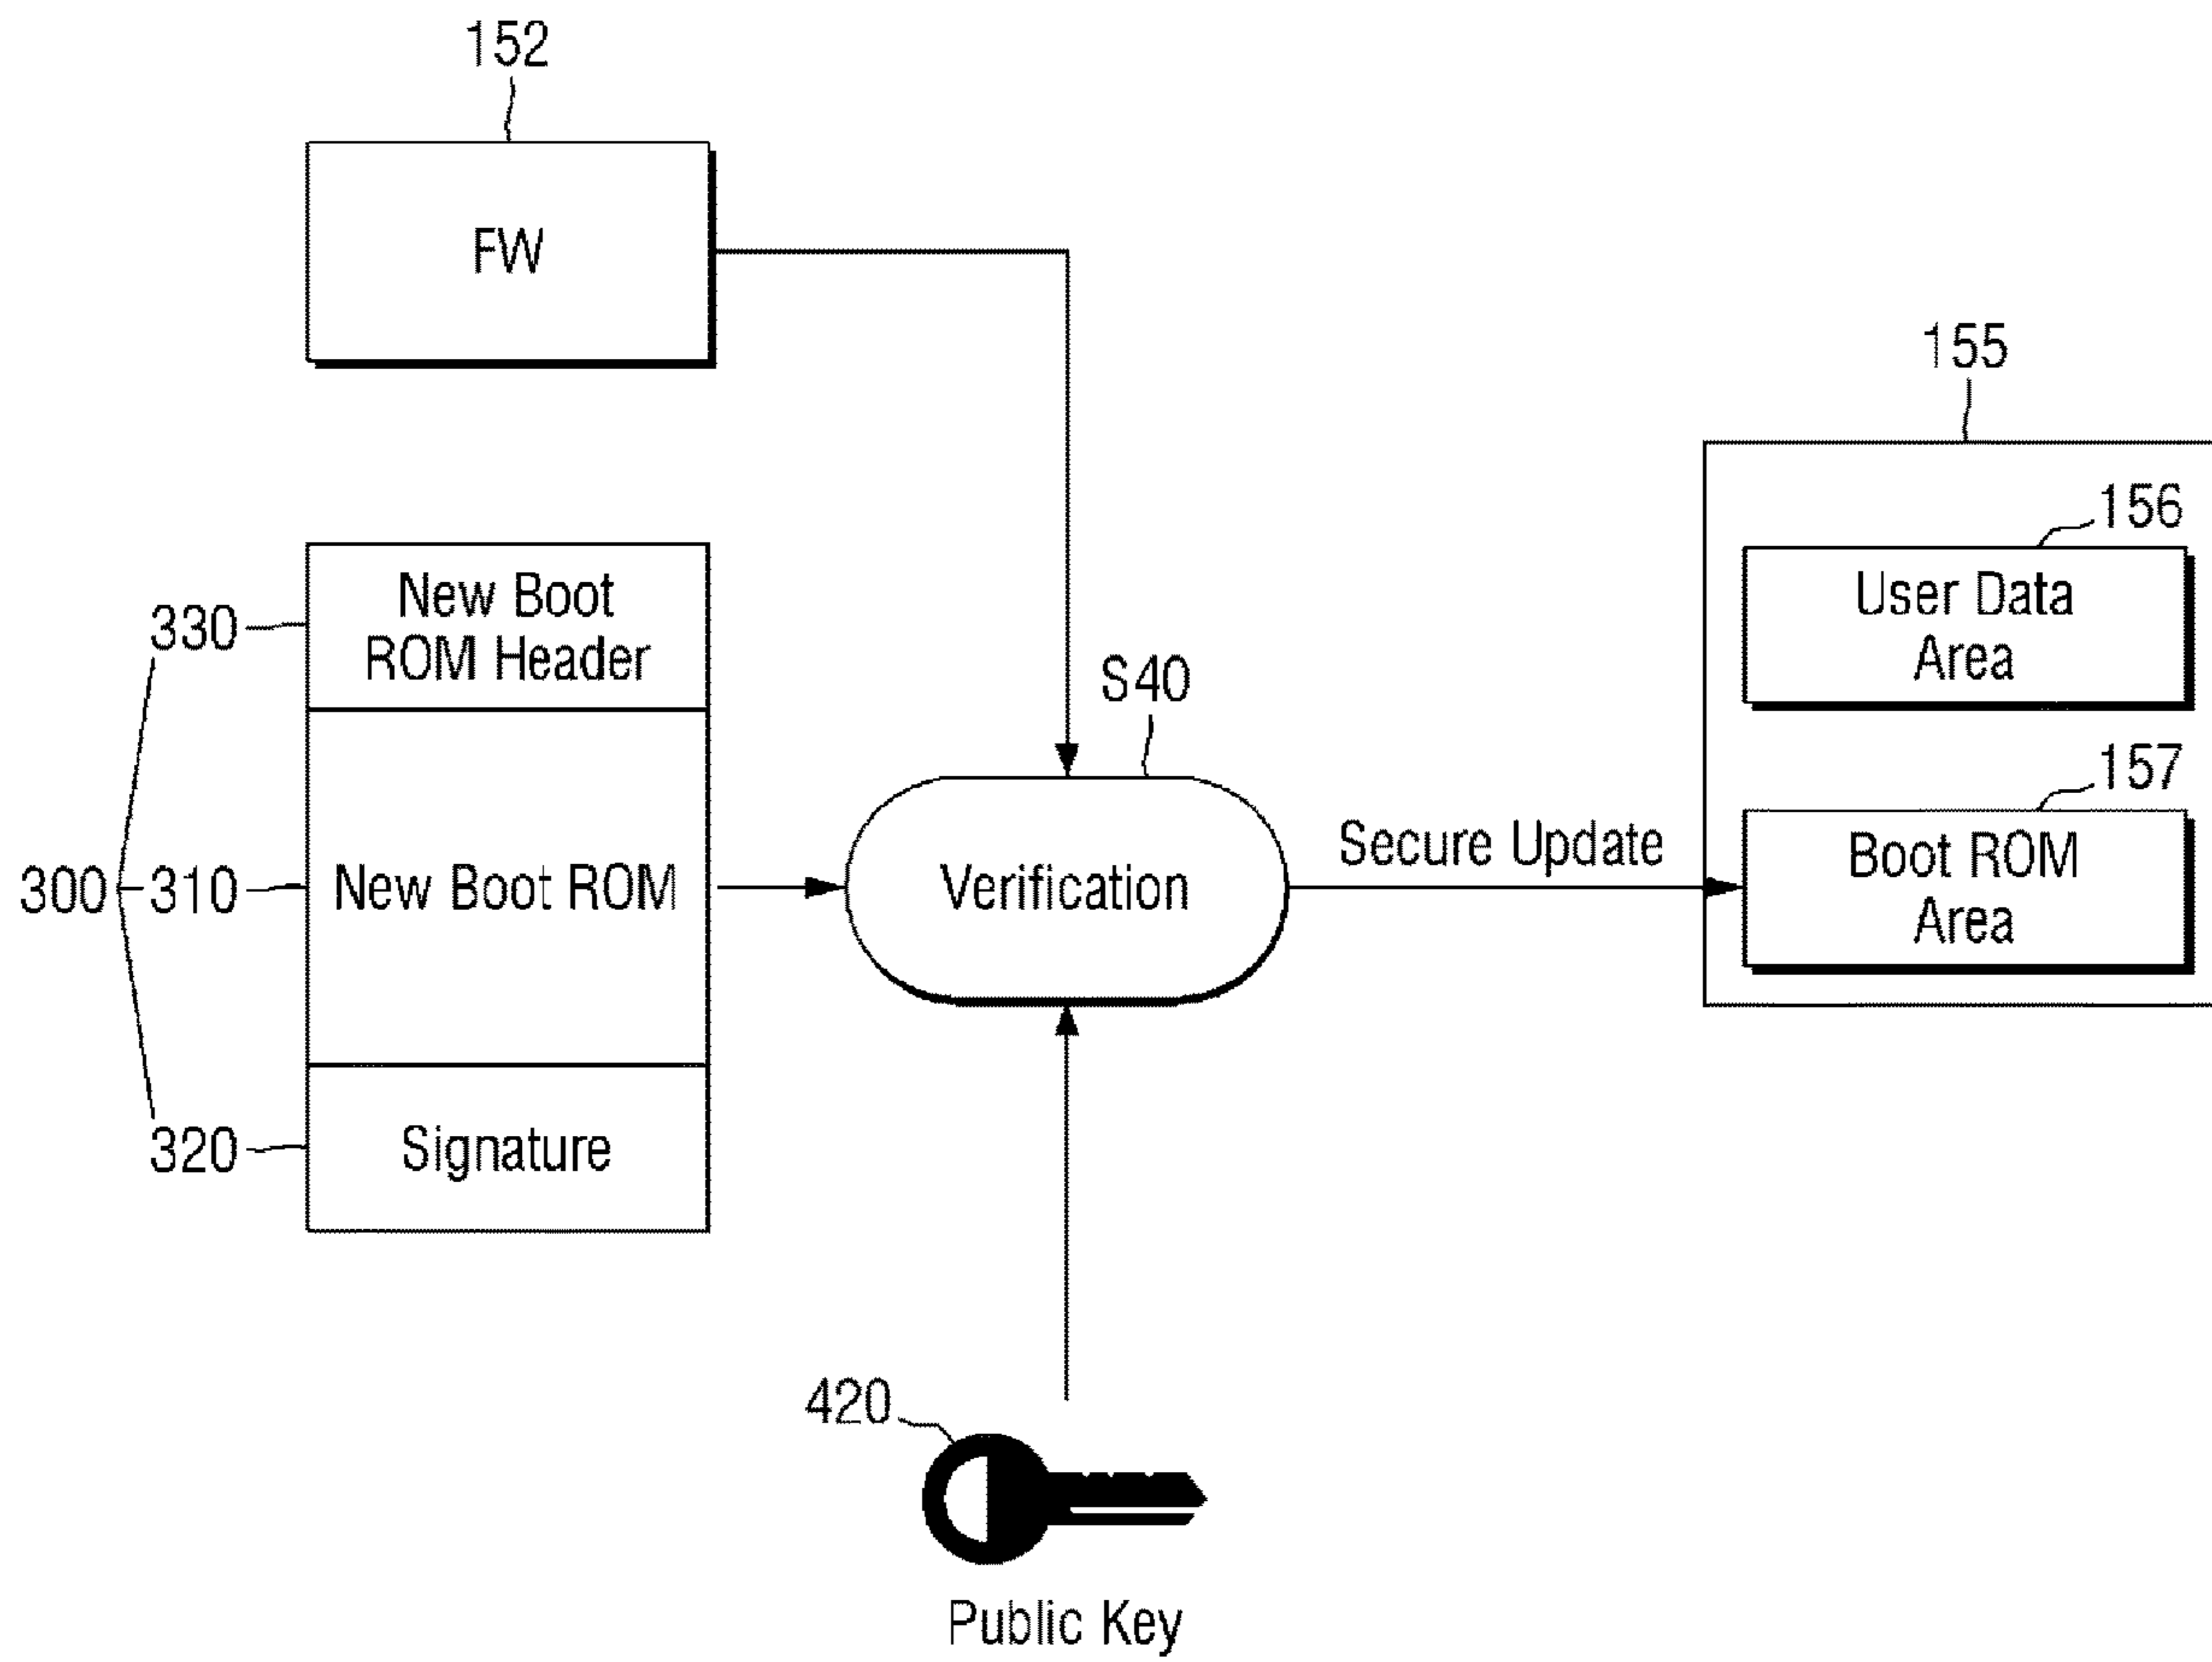 152
FW
155
156
User Data
Area
330
New Boot
ROM Header
S40
157
300
310
New Boot ROM
Verification
Secure Update
Boot ROM
Area
320
Signature
420
Public Key